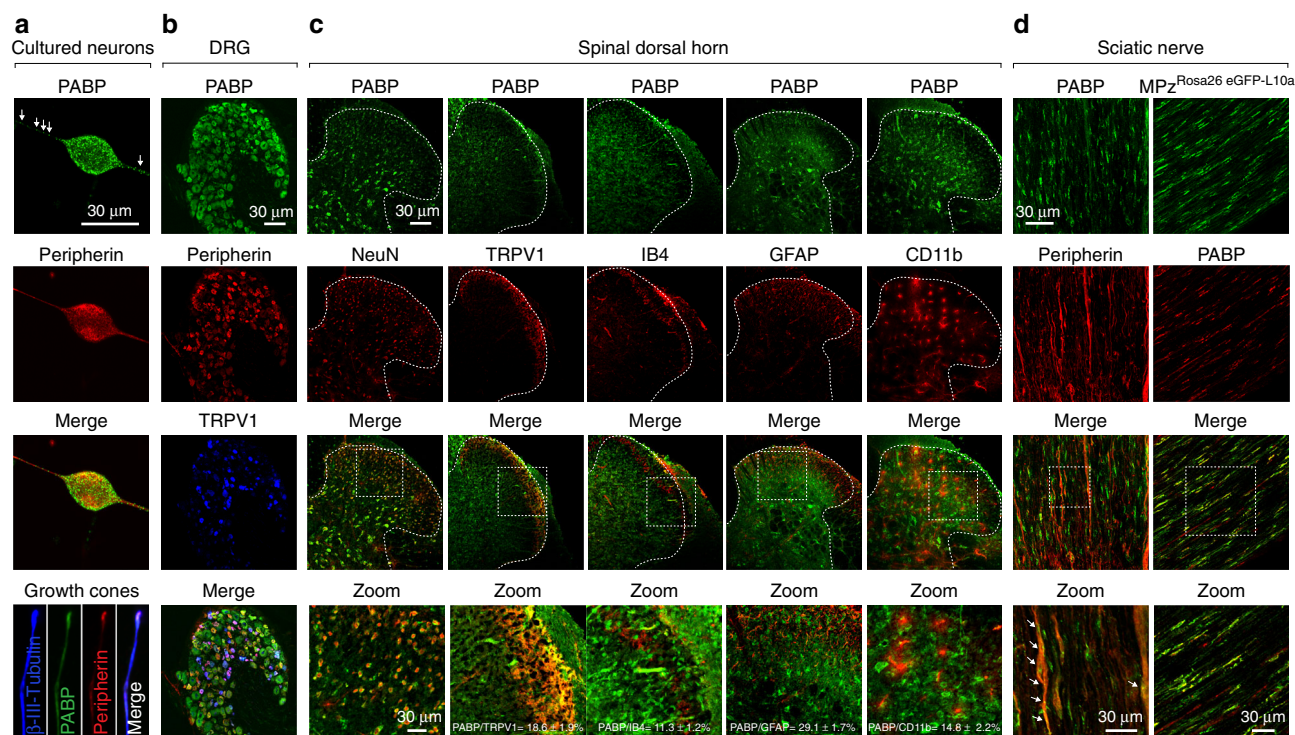 a b c d
Cultured neurons DRG Spinal dorsal horn Sciatic nerve
PABP PABP PABP PABP PABP PABP PABP PABP MPz^Rosa26 eGFP-L10a
30 μm 30 μm 30 μm 30 μm
Peripherin Peripherin NeuN TRPV1 IB4 GFAP CD11b Peripherin PABP
Merge TRPV1 Merge Merge Merge Merge Merge Merge Merge
Growth cones Merge Zoom Zoom Zoom Zoom Zoom Zoom Zoom
β-III-Tubulin PABP Peripherin Merge
30 μm 30 μm 30 μm
PABP/TRPV1= 18.6 ± 1.9% PABP/IB4= 11.3 ± 1.2% PABP/GFAP= 29.1 ± 1.7% PABP/CD11b= 14.8 ± 2.2%